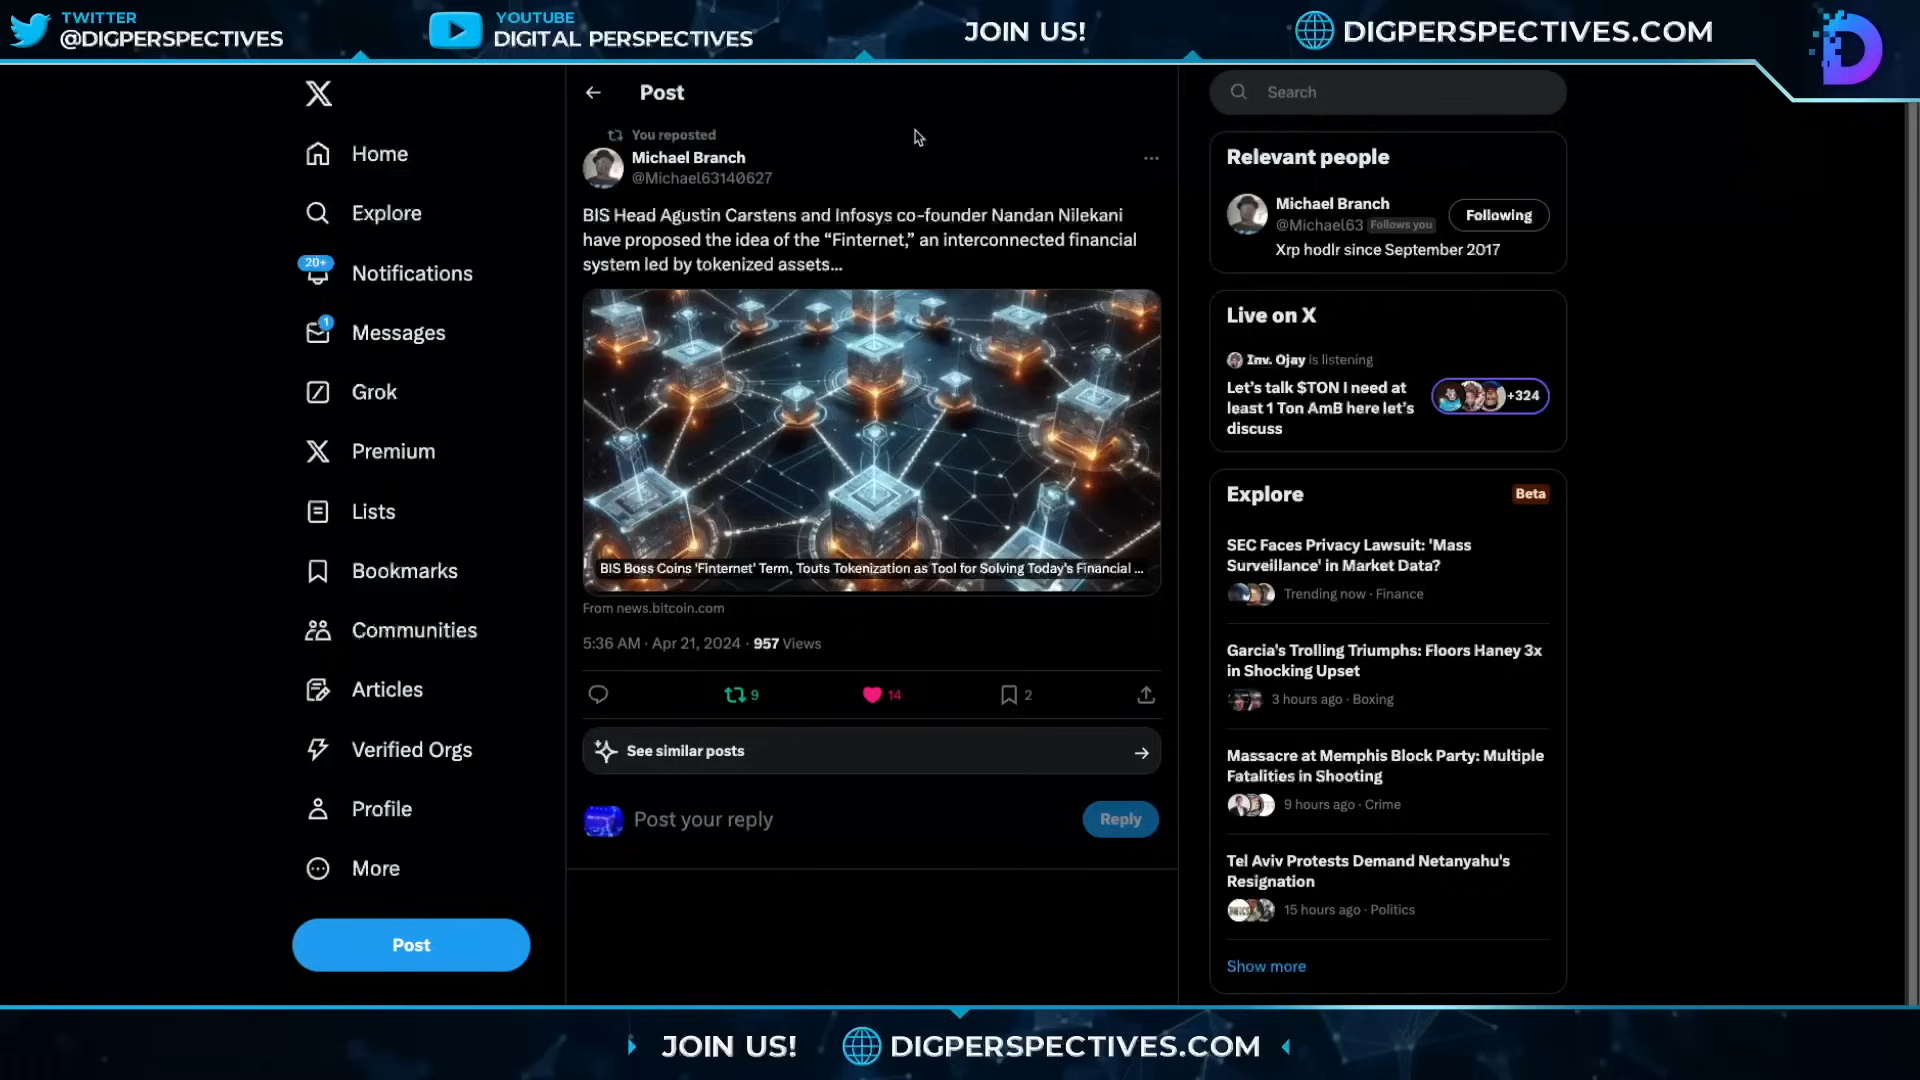 TWITTER
@DIGPERSPECTIVES
YOUTUBE
DIGITAL PERSPECTIVES
JOIN US!
DIGPERSPECTIVES.COM
Home
Explore
20+
Notifications
1
Messages
Grok
Premium
Lists
Bookmarks
Communities
Articles
Verified Orgs
Profile
More
Post
Post
You reposted
Michael Branch
@Michael63140627
BIS Head Agustin Carstens and Infosys co-founder Nandan Nilekani
have proposed the idea of the “Finternet,” an interconnected financial
system led by tokenized assets...
BIS Boss Coins 'Finternet' Term, Touts Tokenization as Tool for Solving Today's Financial ...
From news.bitcoin.com
5:36 AM · Apr 21, 2024 · 957 Views
9
14
2
See similar posts
Post your reply
Reply
Search
Relevant people
Michael Branch
@Michael63 Follows you
Following
Xrp hodlr since September 2017
Live on X
Inv. Ojay is listening
Let's talk $TON I need at
least 1 Ton AmB here let's
discuss
+324
Explore
Beta
SEC Faces Privacy Lawsuit: 'Mass
Surveillance' in Market Data?
Trending now · Finance
Garcia's Trolling Triumphs: Floors Haney 3x
in Shocking Upset
3 hours ago · Boxing
Massacre at Memphis Block Party: Multiple
Fatalities in Shooting
9 hours ago · Crime
Tel Aviv Protests Demand Netanyahu's
Resignation
15 hours ago · Politics
Show more
JOIN US!
DIGPERSPECTIVES.COM